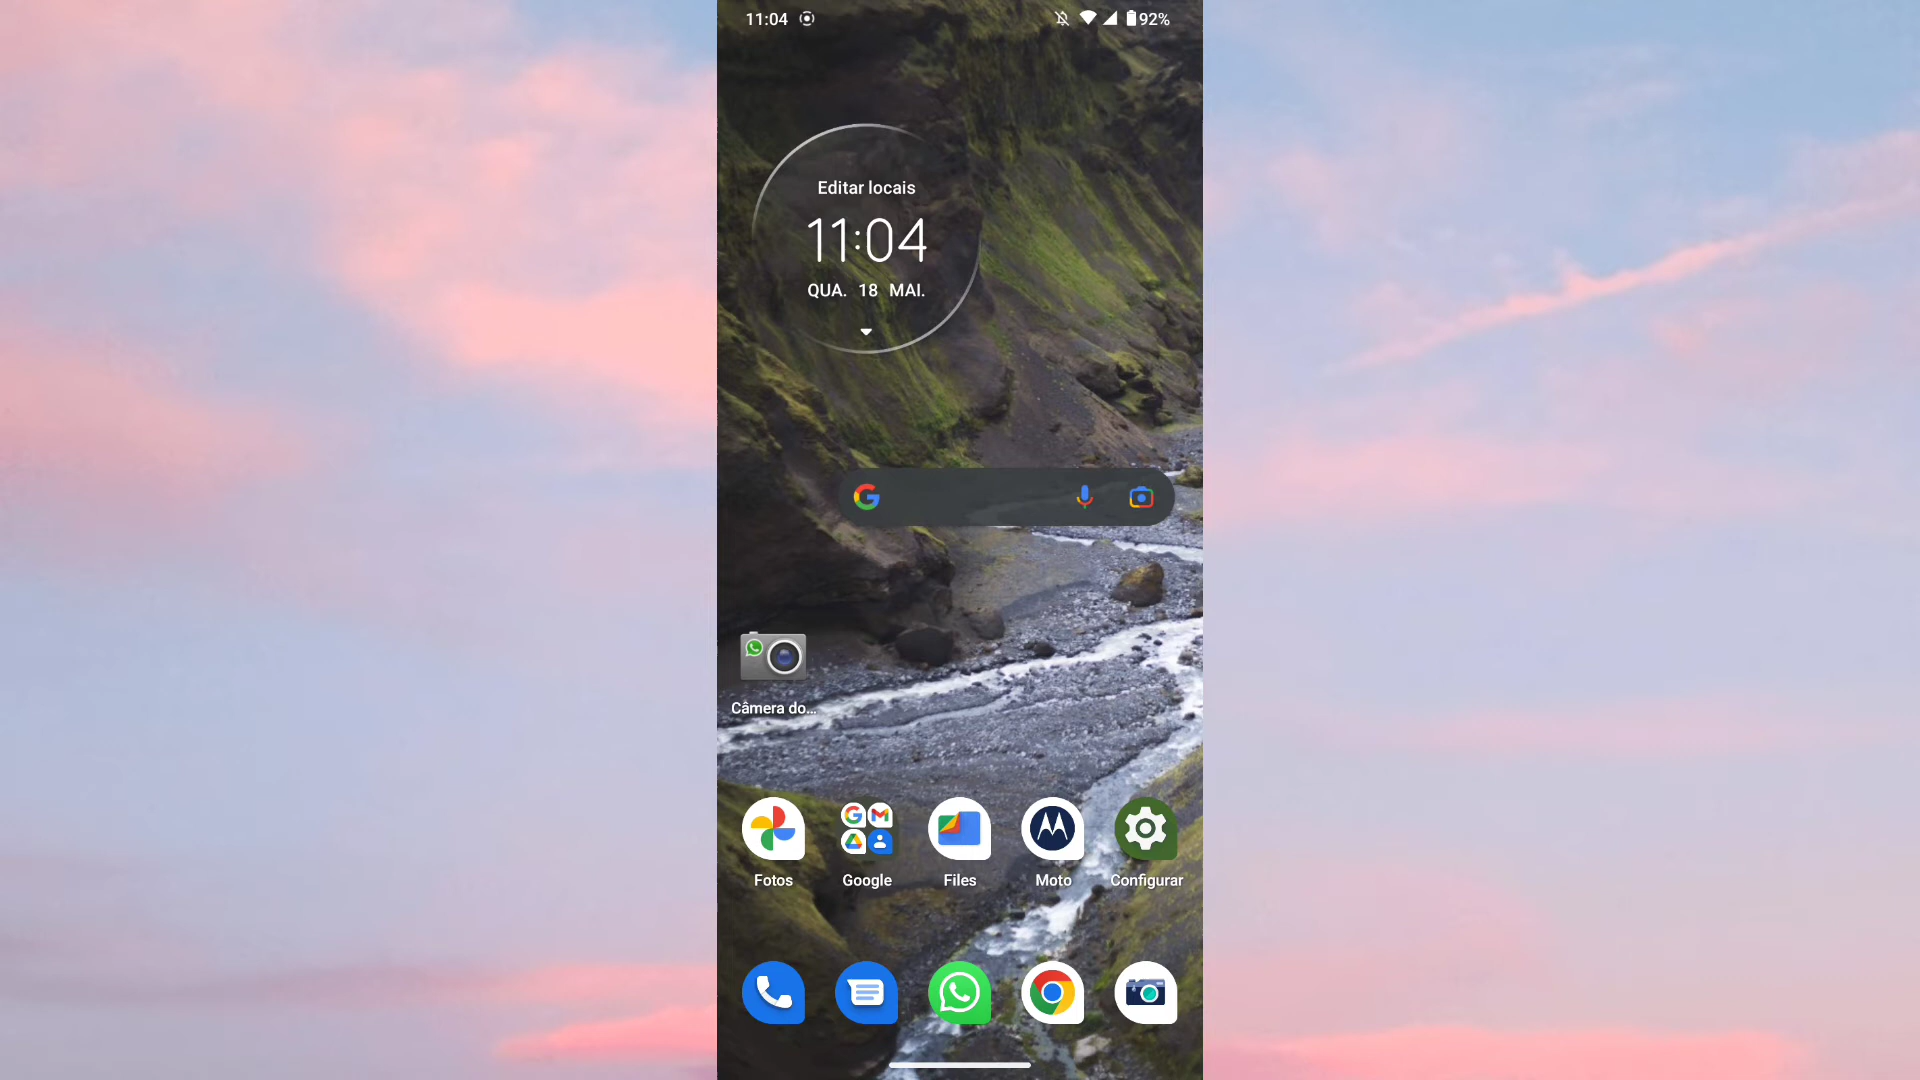 11:04
92%
Editar locais
11:04
QUA. 18 MAI.
Câmera do...
Fotos
Google
Files
Moto
Configurar